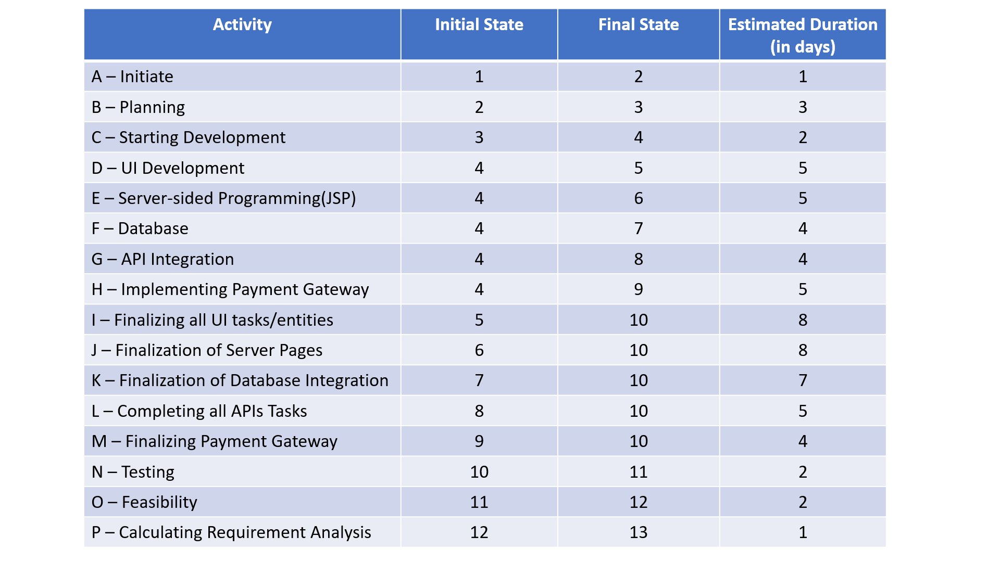 Activity Initial State Final State Estimated Duration
(in days)
A – Initiate 1 2 1
B – Planning 2 3 3
C – Starting Development 3 4 2
D – UI Development 4 5 5
E – Server-sided Programming(JSP) 4 6 5
F – Database 4 7 4
G – API Integration 4 8 4
H – Implementing Payment Gateway 4 9 5
I – Finalizing all UI tasks/entities 5 10 8
J – Finalization of Server Pages 6 10 8
K – Finalization of Database Integration 7 10 7
L – Completing all APIs Tasks 8 10 5
M – Finalizing Payment Gateway 9 10 4
N – Testing 10 11 2
O – Feasibility 11 12 2
P – Calculating Requirement Analysis 12 13 1